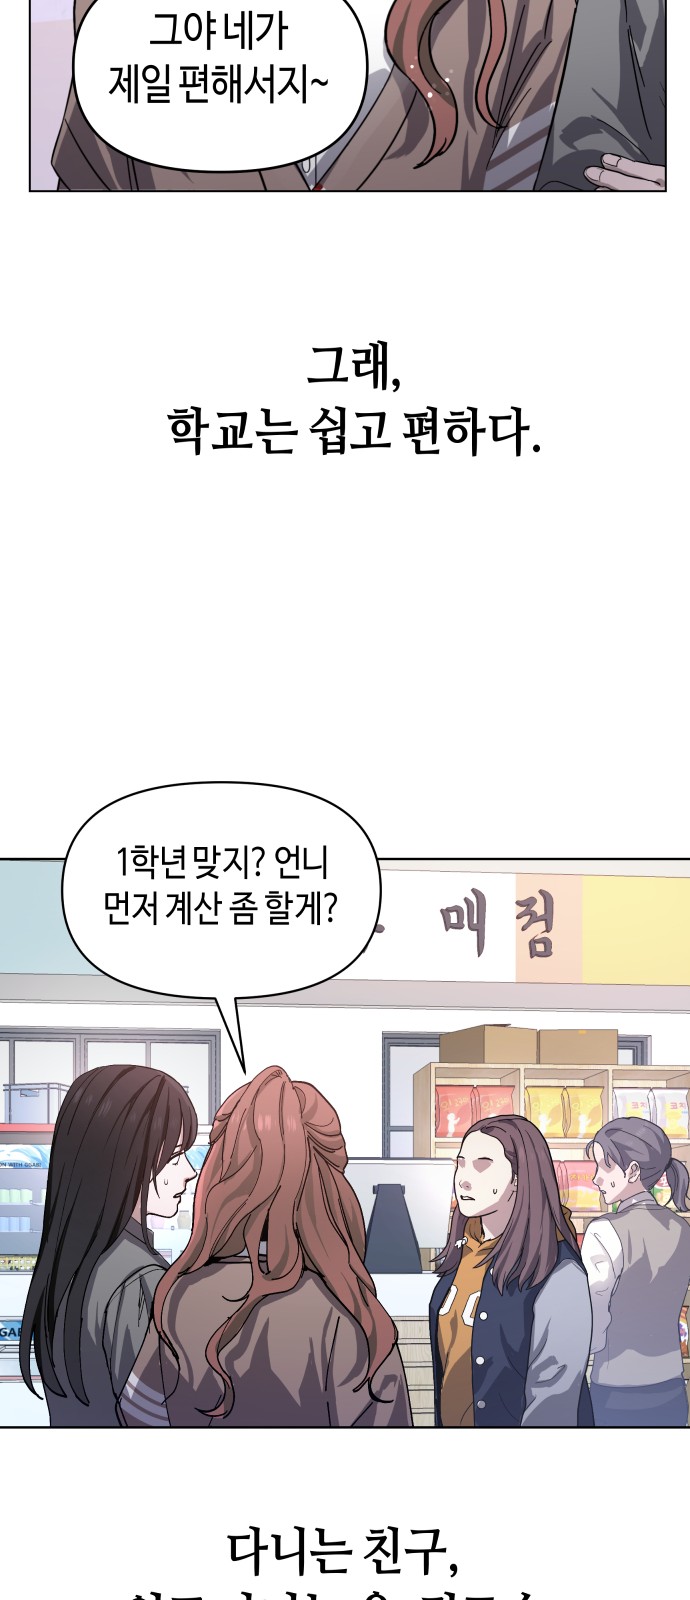 그야 네가
제일 편해서지~
그래,
학교는 쉽고 편하다.
1학년 맞지? 언니
먼저 계산 좀 할게?
매점
다니는 친구,